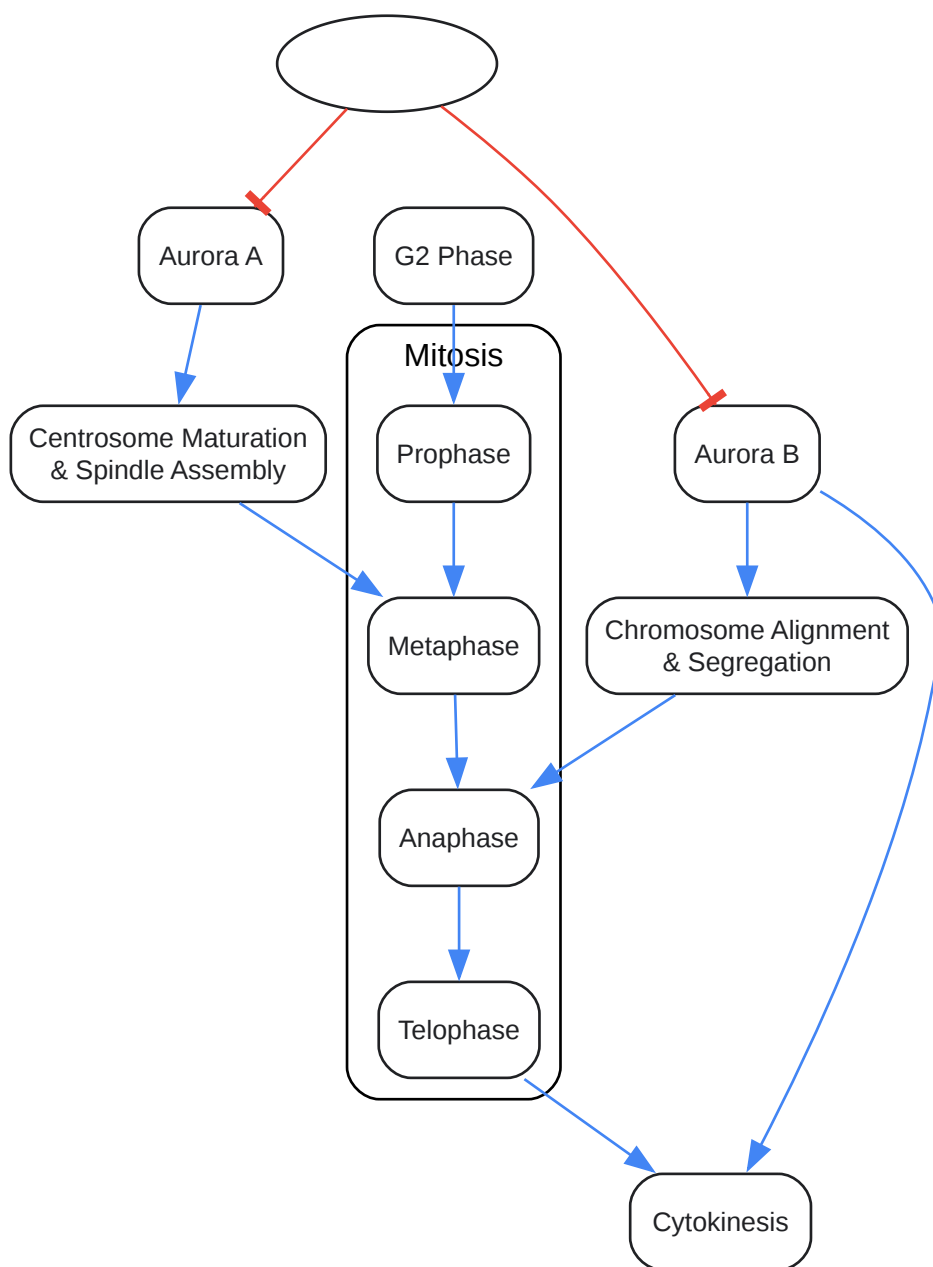 Aurora A
G2 Phase
Mitosis
Centrosome Maturation
& Spindle Assembly
Prophase
Aurora B
Metaphase
Chromosome Alignment
& Segregation
Anaphase
Telophase
Cytokinesis